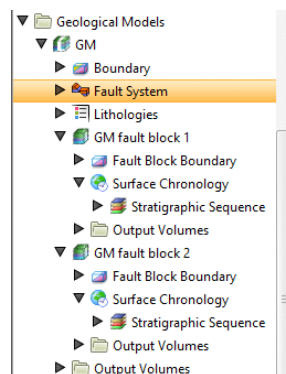 Geological Models
GM
Boundary
Fault System
Lithologies
GM fault block 1
Fault Block Boundary
Surface Chronology
Stratigraphic Sequence
Output Volumes
GM fault block 2
Fault Block Boundary
Surface Chronology
Stratigraphic Sequence
Output Volumes
Output Volumes